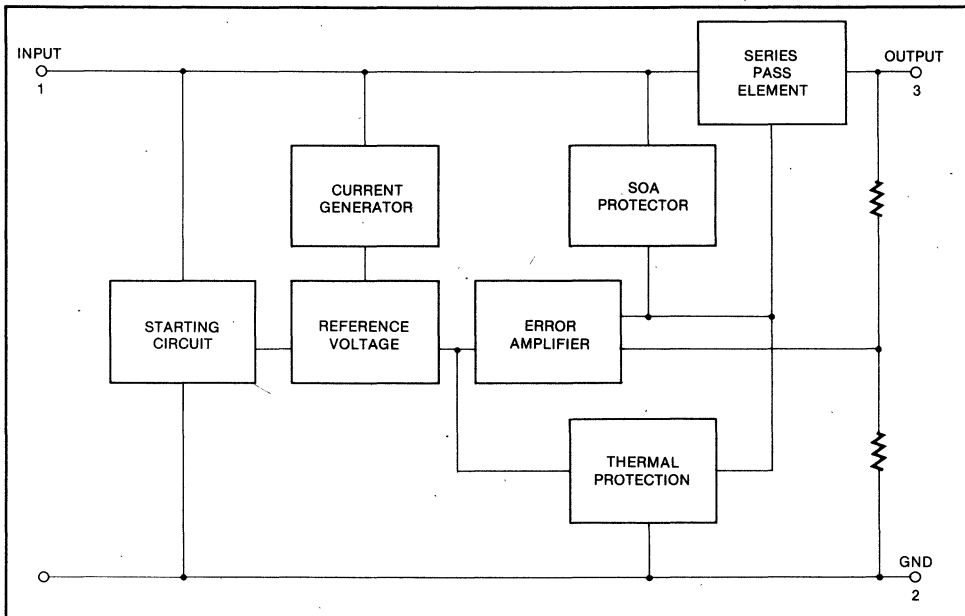 INPUT
1
SERIES
PASS
ELEMENT
OUTPUT
3
CURRENT
GENERATOR
SOA
PROTECTOR
STARTING
CIRCUIT
REFERENCE
VOLTAGE
ERROR
AMPLIFIER
THERMAL
PROTECTION
GND
2